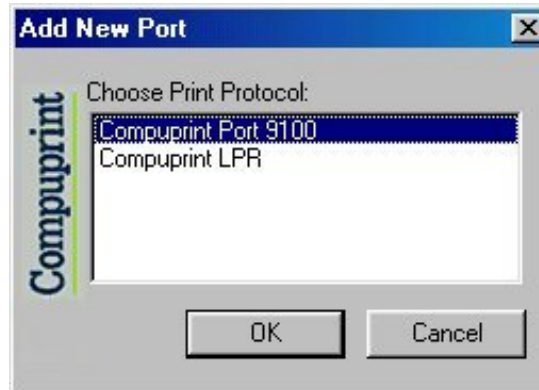 Add New Port
Compuprint
Choose Print Protocol:
Compuprint Port 9100
Compuprint LPR
OK
Cancel